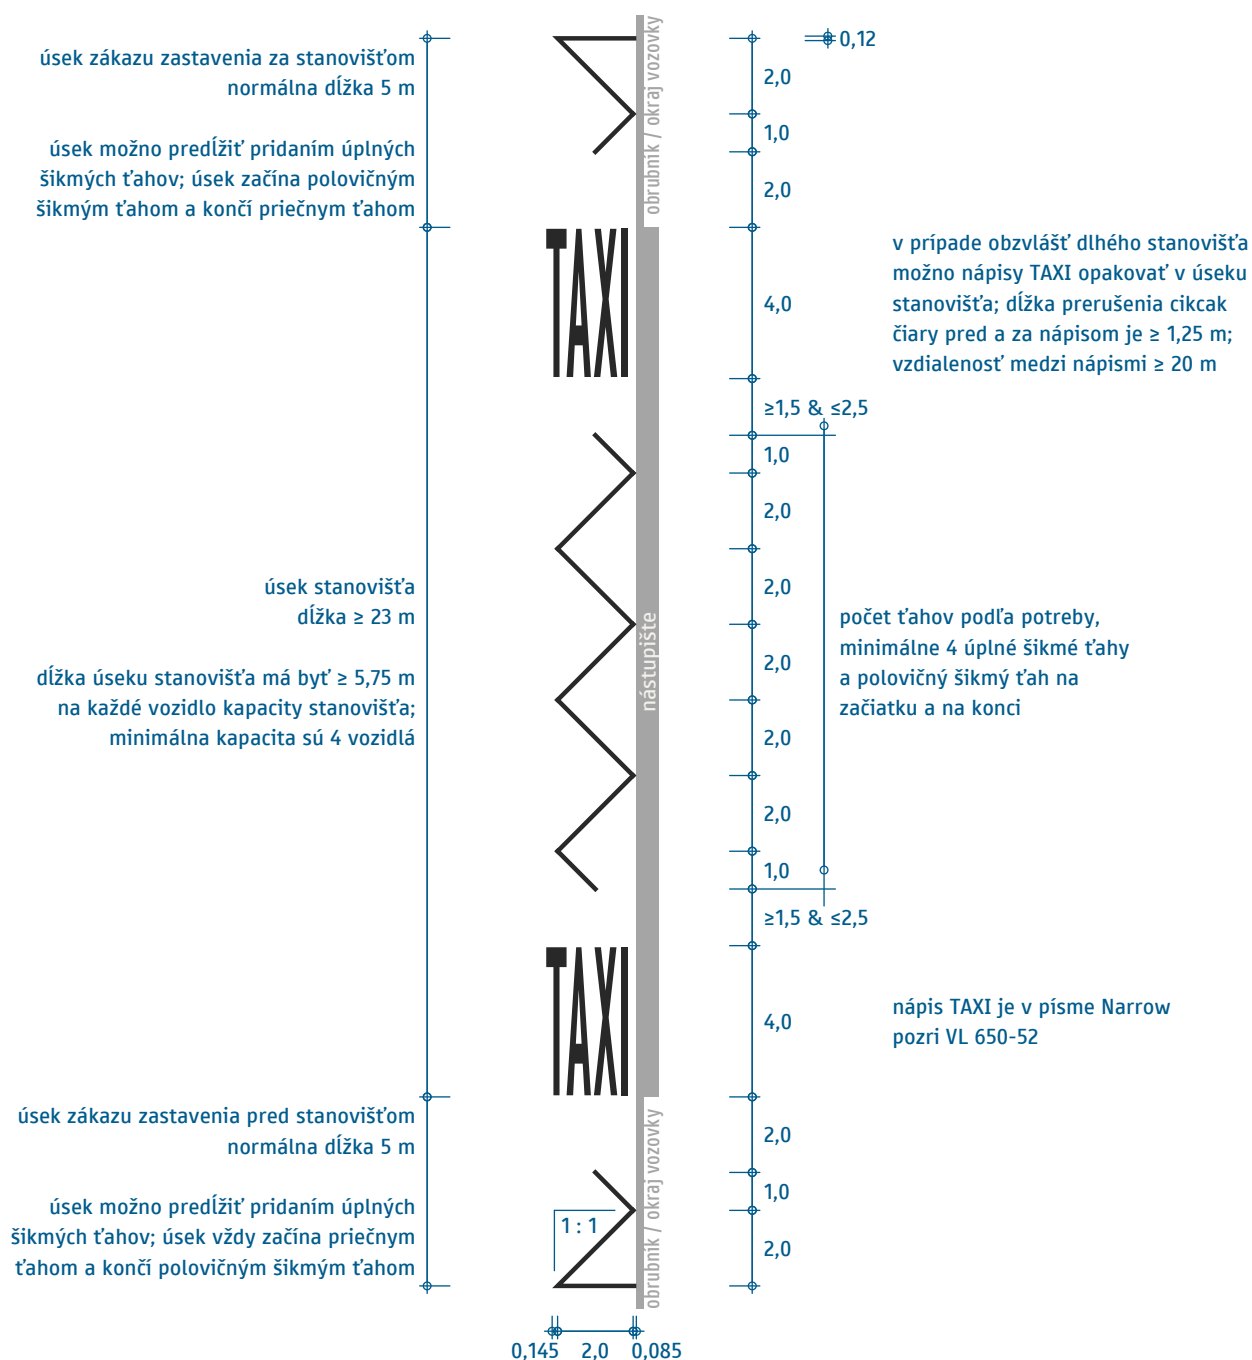 úsek zákazu zastavenia za stanovišťom
normálna dĺžka 5 m
úsek možno predĺžiť pridaním úplných
šikmých ťahov; úsek začína polovičným
šikmým ťahom a končí priečnym ťahom
úsek stanovišťa
dĺžka ≥ 23 m
dĺžka úseku stanovišťa má byť ≥ 5,75 m
na každé vozidlo kapacity stanovišťa;
minimálna kapacita sú 4 vozidlá
úsek zákazu zastavenia pred stanovišťom
normálna dĺžka 5 m
úsek možno predĺžiť pridaním úplných
šikmých ťahov; úsek vždy začína priečnym
ťahom a končí polovičným šikmým ťahom
obrubník / okraj vozovky
TAXI
nástupište
TAXI
obrubník / okraj vozovky
1 : 1
0,145 2,0 0,085
0,12
2,0
1,0
2,0
4,0
≥1,5 & ≤2,5
1,0
2,0
2,0
2,0
2,0
2,0
1,0
≥1,5 & ≤2,5
4,0
2,0
1,0
2,0
v prípade obzvlášť dlhého stanovišťa
možno nápisy TAXI opakovať v úseku
stanovišťa; dĺžka prerušenia cikcak
čiary pred a za nápisom je ≥ 1,25 m;
vzdialenosť medzi nápismi ≥ 20 m
počet ťahov podľa potreby,
minimálne 4 úplné šikmé ťahy
a polovičný šikmý ťah na
začiatku a na konci
nápis TAXI je v písme Narrow
pozri VL 650-52